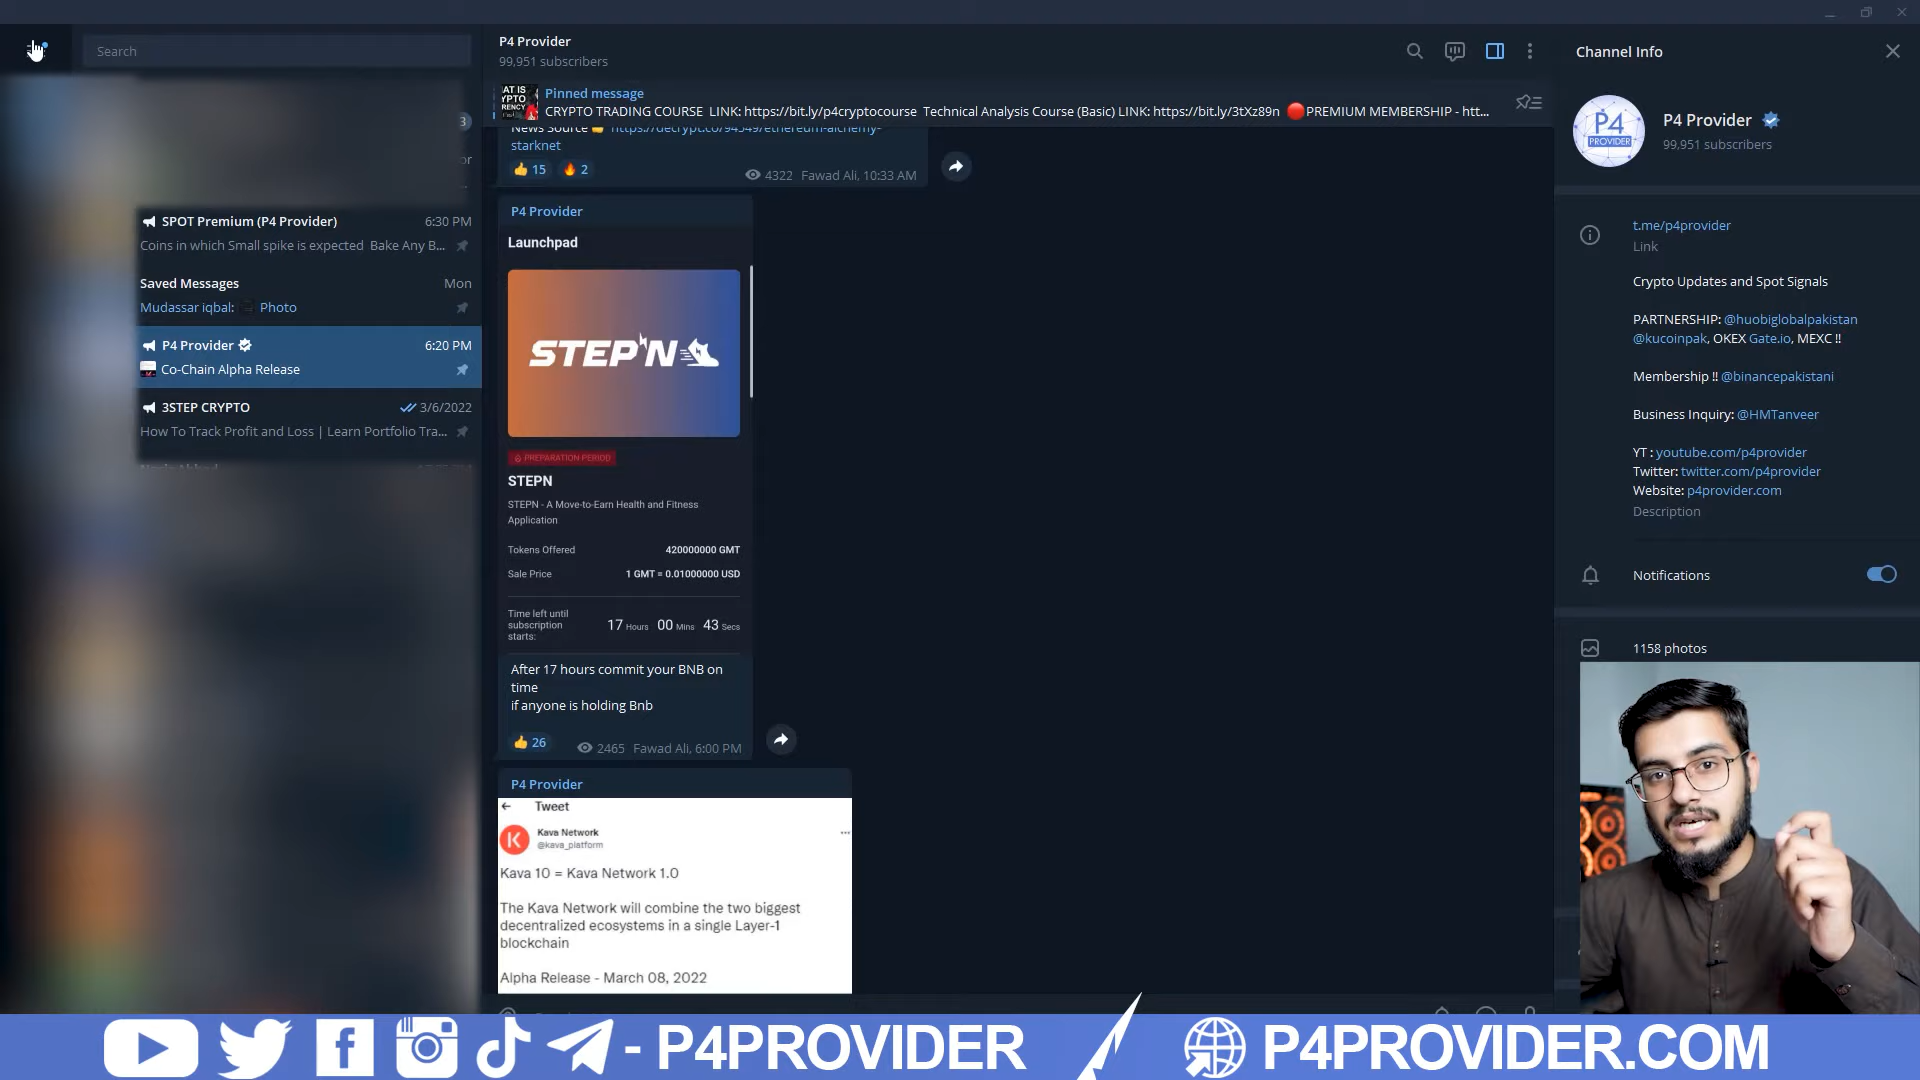 Search
3
or
SPOT Premium (P4 Provider) 6:30 PM
Coins in which Small spike is expected Bake Any B...
Saved Messages Mon
Mudassar iqbal: Photo
P4 Provider 6:20 PM
Co-Chain Alpha Release
3STEP CRYPTO 3/6/2022
How To Track Profit and Loss | Learn Portfolio Tra...
P4 Provider
99,951 subscribers
Pinned message
CRYPTO TRADING COURSE LINK: https://bit.ly/p4cryptocourse Technical Analysis Course (Basic) LINK: https://bit.ly/3tXz89n 🔴PREMIUM MEMBERSHIP - htt...
News Source 👉 https://decrypt.co/94549/ethereum-alchemy-
starknet
👍 15 🔥 2 4322 Fawad Ali, 10:33 AM
P4 Provider
Launchpad
STEP'N
PREPARATION PERIOD
STEPN
STEPN - A Move-to-Earn Health and Fitness
Application
Tokens Offered 420000000 GMT
Sale Price 1 GMT = 0.01000000 USD
Time left until
subscription
starts:
17 Hours 00 Mins 43 Secs
After 17 hours commit your BNB on
time
if anyone is holding Bnb
👍 26 2465 Fawad Ali, 6:00 PM
P4 Provider
Tweet
Kava Network
@kava_platform
Kava 10 = Kava Network 1.0
The Kava Network will combine the two biggest
decentralized ecosystems in a single Layer-1
blockchain
Alpha Release - March 08, 2022
Channel Info
P4 PROVIDER
P4 Provider
99,951 subscribers
t.me/p4provider
Link
Crypto Updates and Spot Signals
PARTNERSHIP: @huobiglobalpakistan
@kucoinpak, OKEX Gate.io, MEXC !!
Membership !! @binancepakistani
Business Inquiry: @HMTanveer
YT : youtube.com/p4provider
Twitter: twitter.com/p4provider
Website: p4provider.com
Description
Notifications
1158 photos
- P4PROVIDER
P4PROVIDER.COM